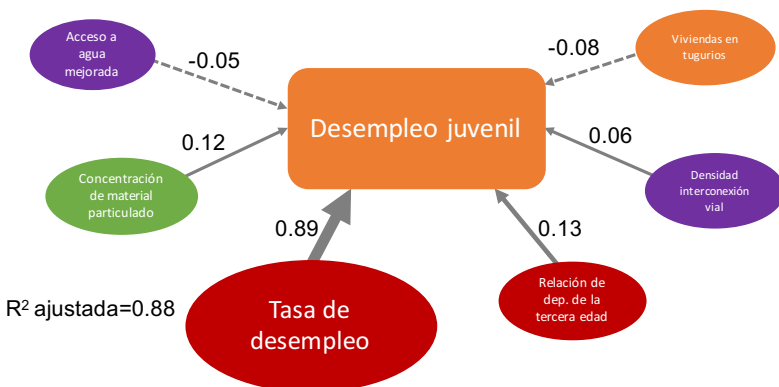 Acceso a
agua
mejorada
-0.05
-0.08
Viviendas en
tugurios
Desempleo juvenil
0.12
0.06
Concentración
de material
particulado
Densidad
interconexión
vial
0.89
0.13
R² ajustada=0.88
Tasa de
desempleo
Relación de
dep. de la
tercera edad